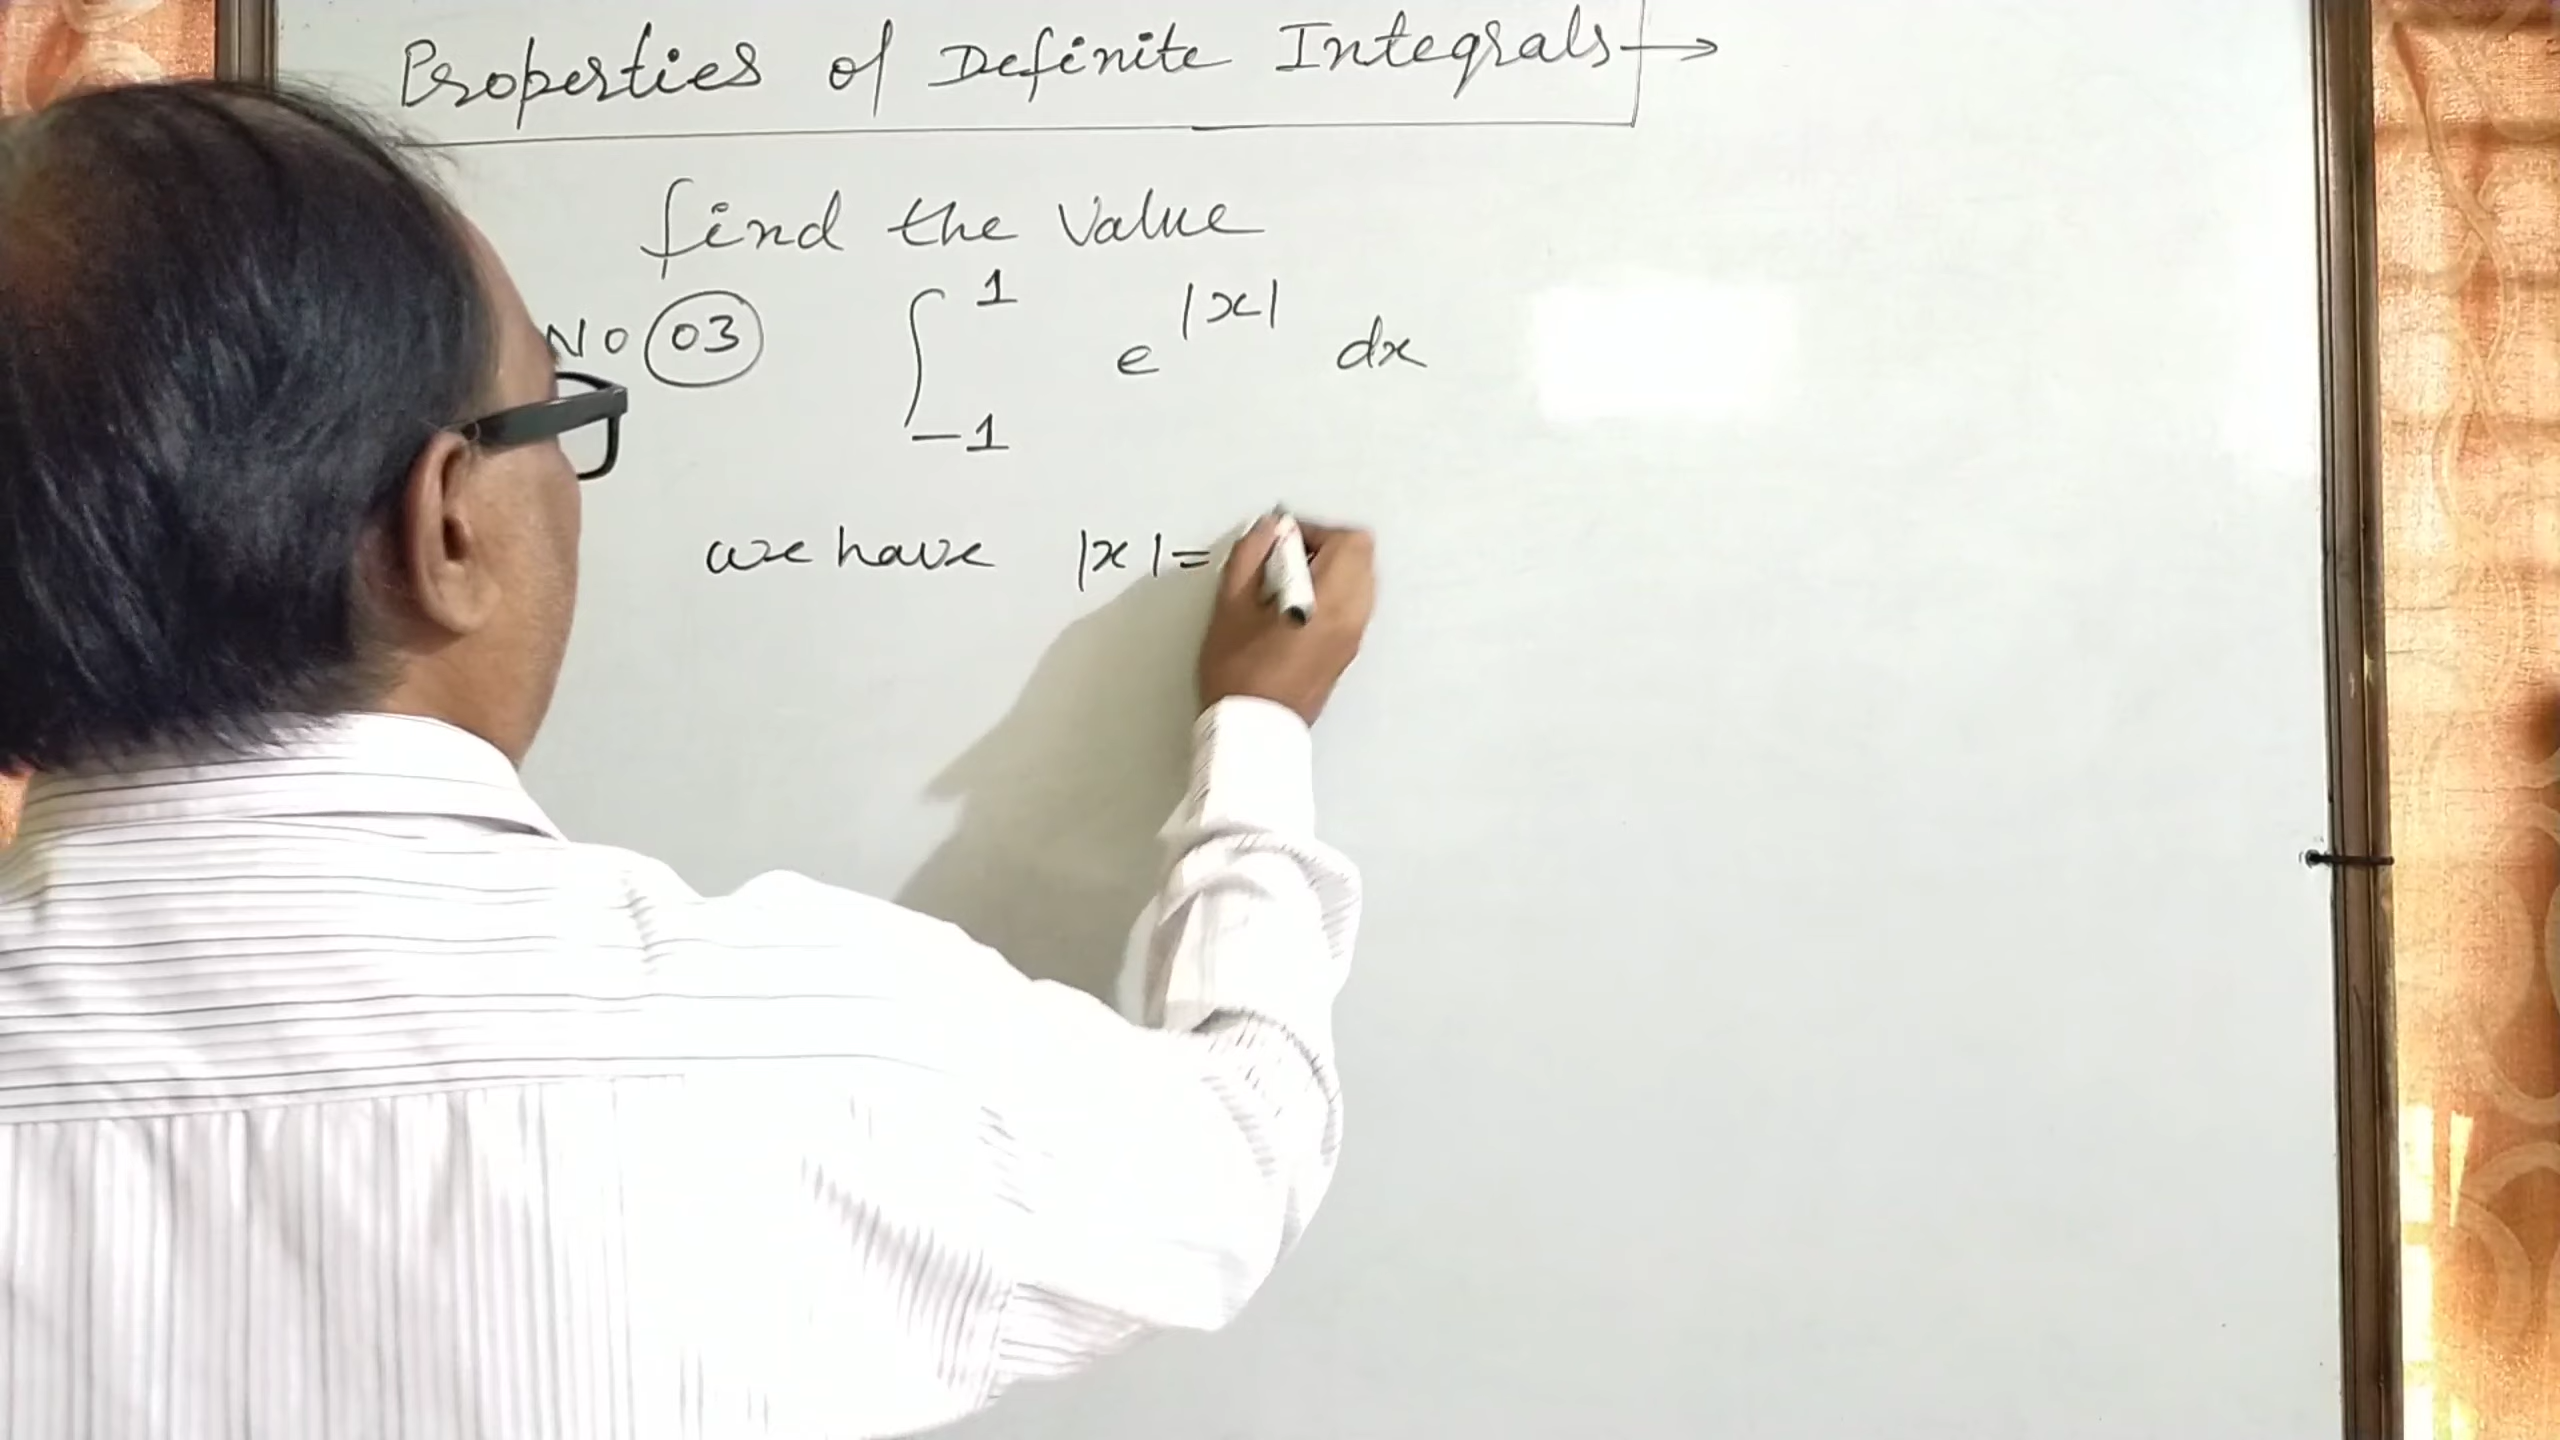 Properties of Definite Integrals →
find the value
No 03 ∫₋₁¹ e^|x| dx
we have |x| =